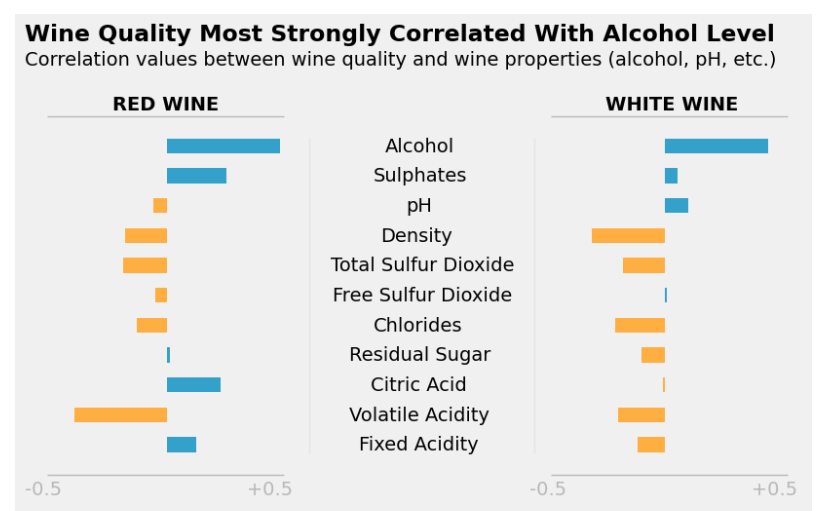 Wine Quality Most Strongly Correlated With Alcohol Level
Correlation values between wine quality and wine properties (alcohol, pH, etc.)
RED WINE
WHITE WINE
Alcohol
Sulphates
pH
Density
Total Sulfur Dioxide
Free Sulfur Dioxide
Chlorides
Residual Sugar
Citric Acid
Volatile Acidity
Fixed Acidity
-0.5
+0.5
-0.5
+0.5